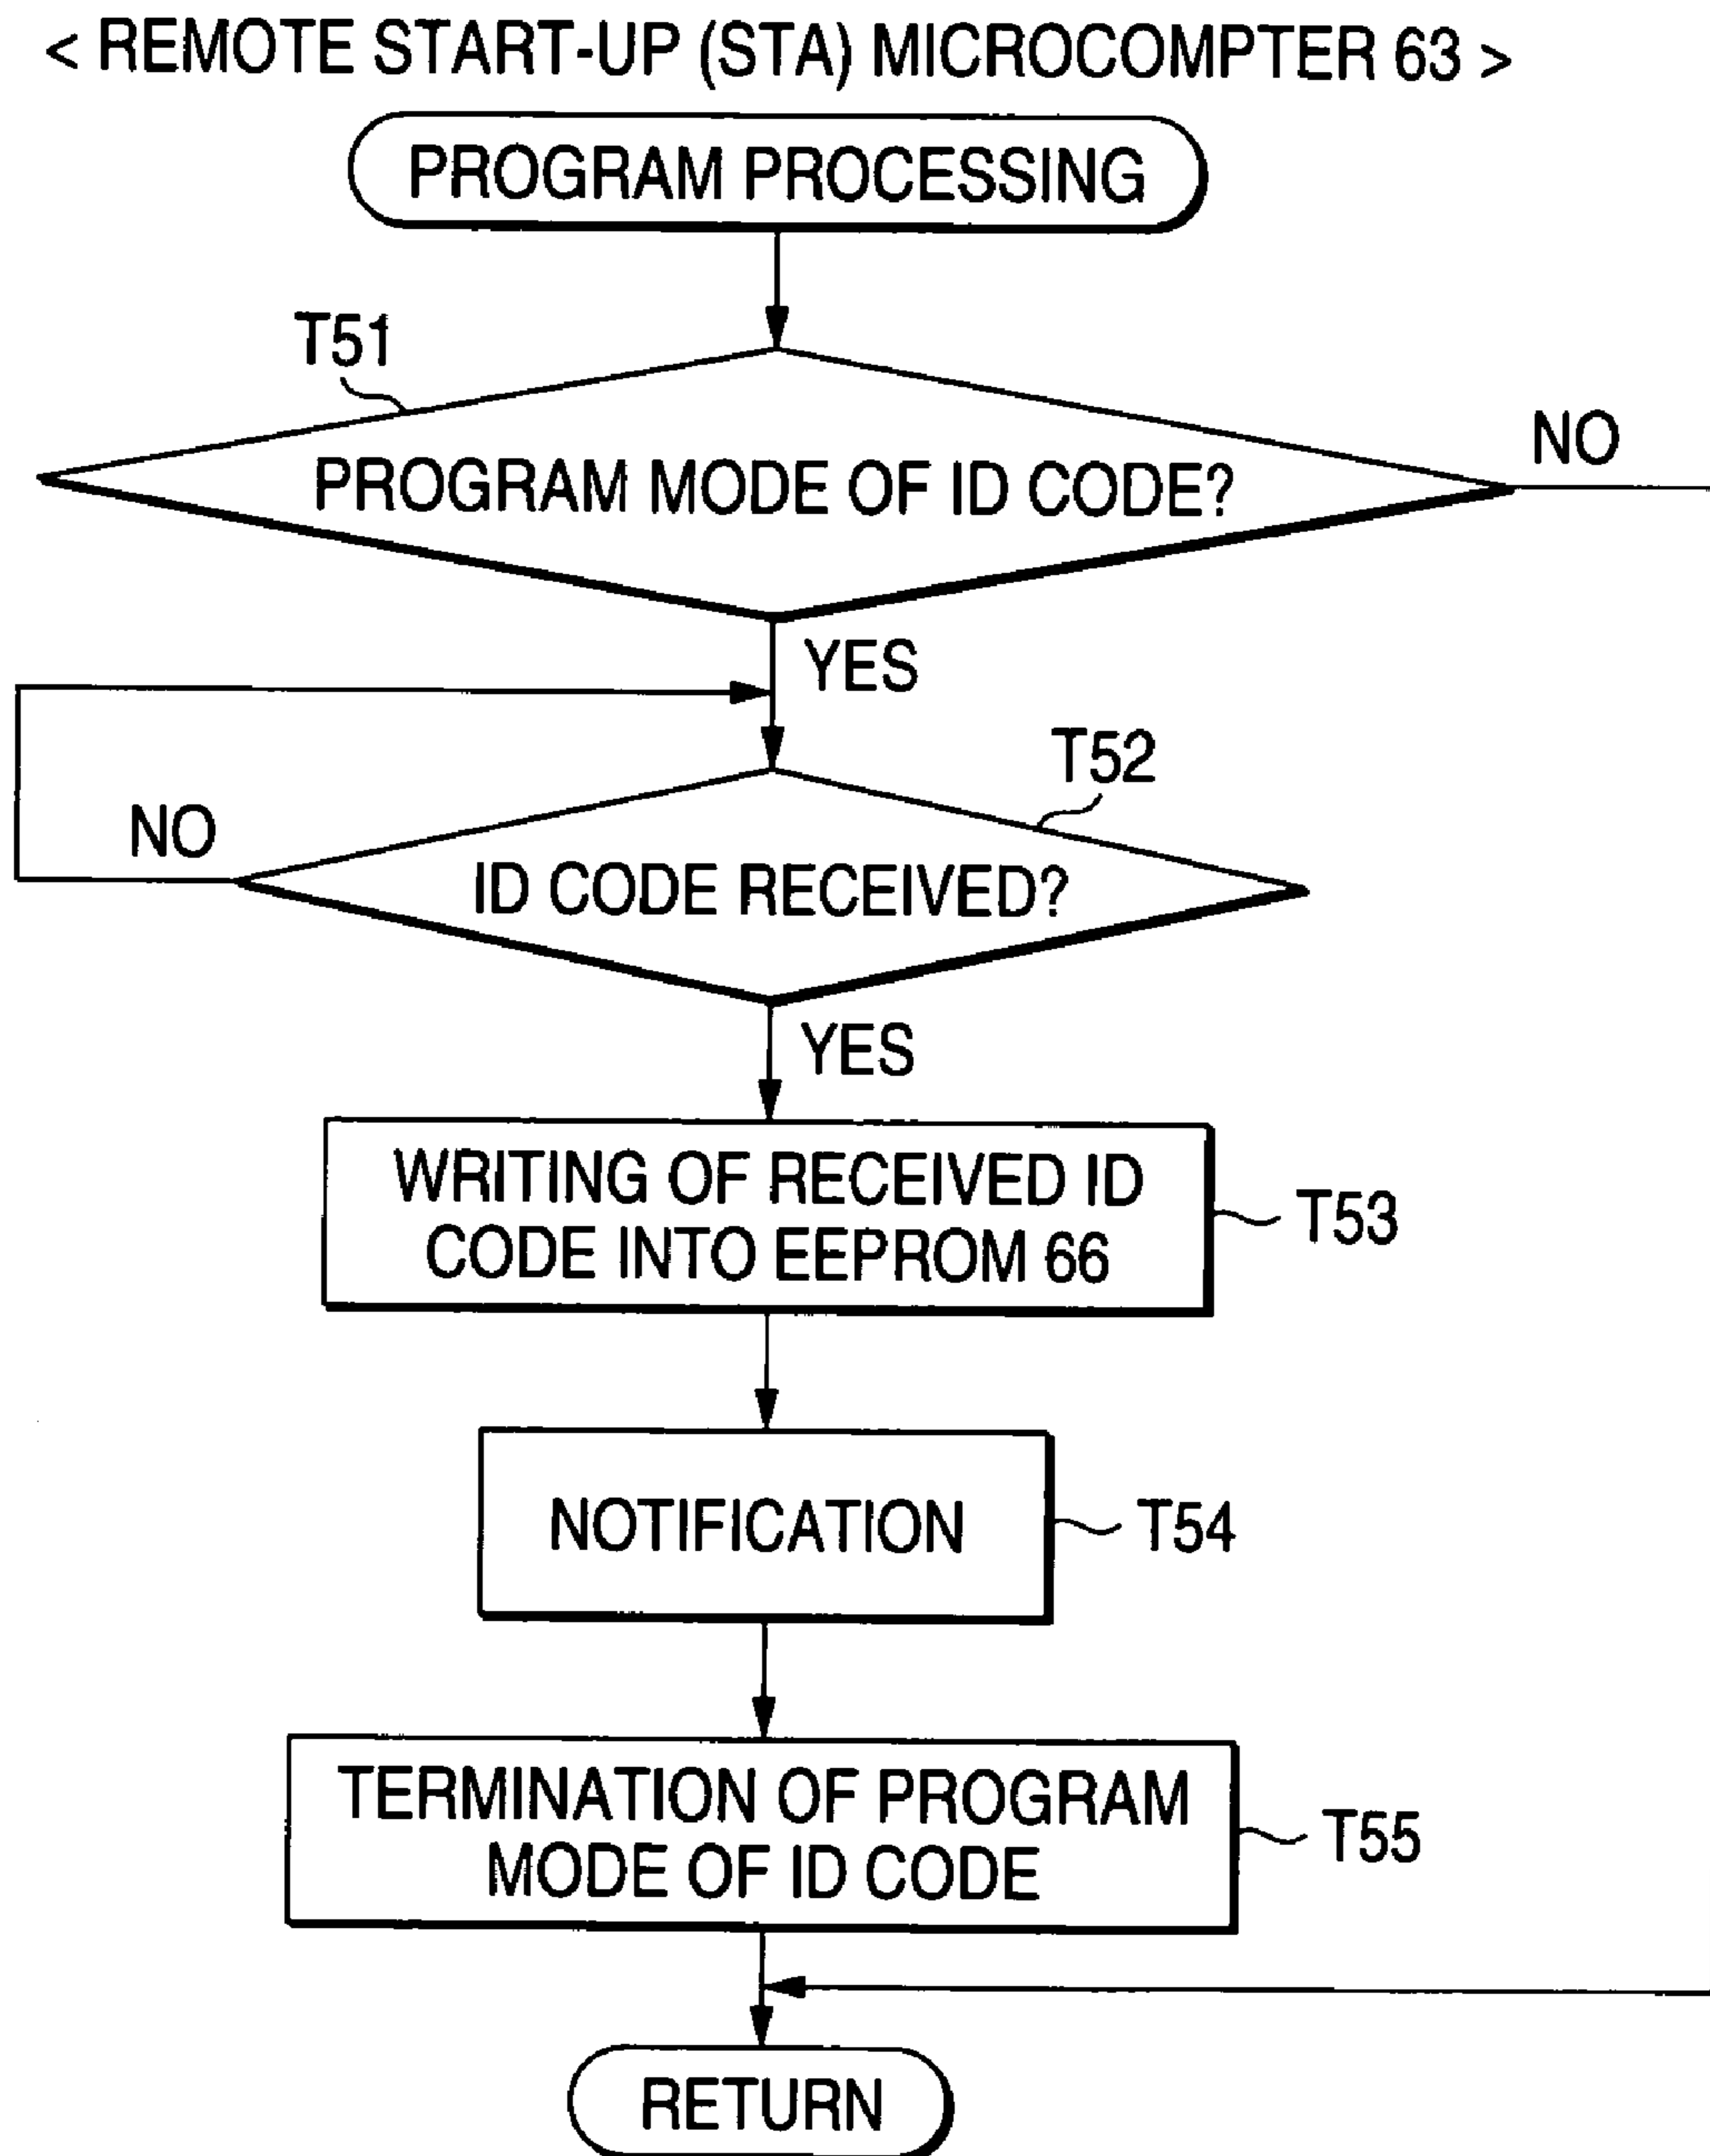 < REMOTE START-UP (STA) MICROCOMPTER 63 >
PROGRAM PROCESSING
T51
NO
PROGRAM MODE OF ID CODE?
YES
T52
NO
ID CODE RECEIVED?
YES
WRITING OF RECEIVED ID
CODE INTO EEPROM 66
T53
NOTIFICATION
T54
TERMINATION OF PROGRAM
MODE OF ID CODE
T55
RETURN